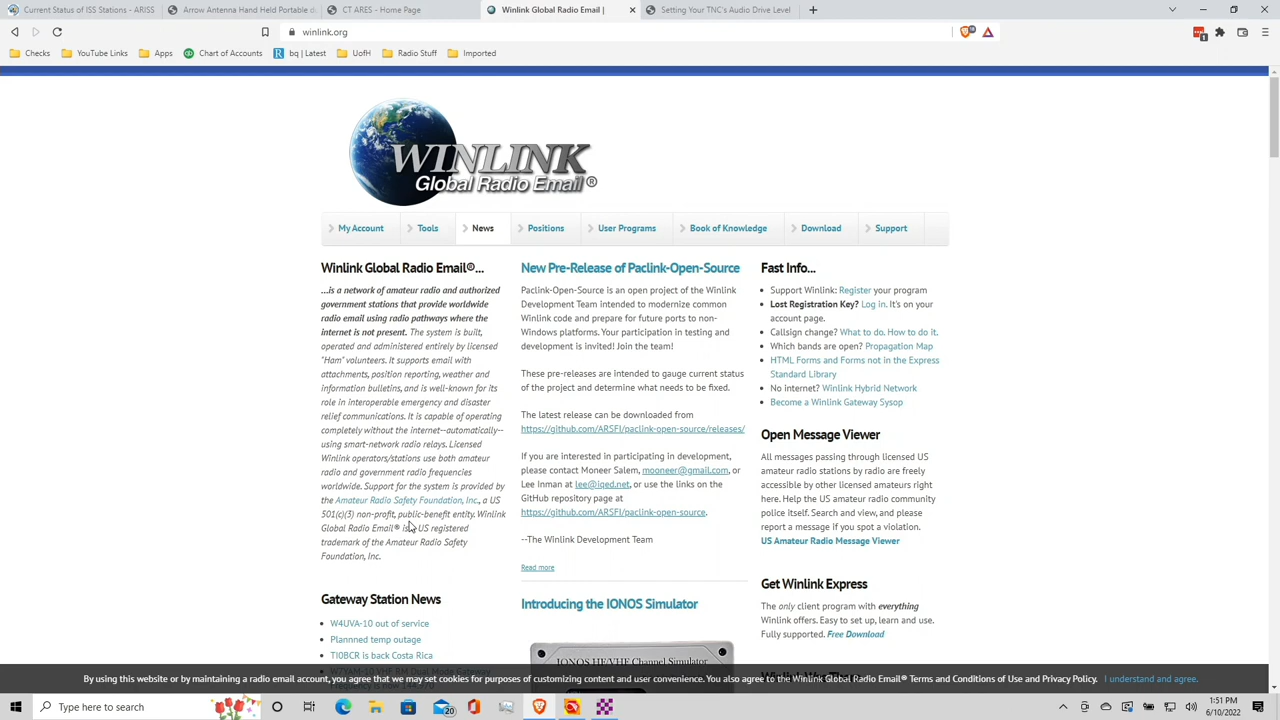 Current Status of ISS Stations - ARISS
Arrow Antenna Hand Held Portable d
CT ARES - Home Page
Winlink Global Radio Email |
Setting Your TNC's Audio Drive Level
winlink.org
Checks
YouTube Links
Apps
Chart of Accounts
bq | Latest
UofH
Radio Stuff
Imported
WINLINK
Global Radio Email ®
My Account
Tools
News
Positions
User Programs
Book of Knowledge
Download
Support
Winlink Global Radio Email®...
...is a network of amateur radio and authorized
government stations that provide worldwide
radio email using radio pathways where the
internet is not present. The system is built,
operated and administered entirely by licensed
"Ham" volunteers. It supports email with
attachments, position reporting, weather and
information bulletins, and is well-known for its
role in interoperable emergency and disaster
relief communications. It is capable of operating
completely without the internet--automatically--
using smart-network radio relays. Licensed
Winlink operators/stations use both amateur
radio and government radio frequencies
worldwide. Support for the system is provided by
the Amateur Radio Safety Foundation, Inc., a US
501(c)(3) non-profit, public-benefit entity. Winlink
Global Radio Email® is a US registered
trademark of the Amateur Radio Safety
Foundation, Inc.
Gateway Station News
W4UVA-10 out of service
Plannned temp outage
TI0BCR is back Costa Rica
New Pre-Release of Paclink-Open-Source
Paclink-Open-Source is an open project of the Winlink
Development Team intended to modernize common
Winlink code and prepare for future ports to non-
Windows platforms. Your participation in testing and
development is invited! Join the team!
These pre-releases are intended to gauge current status
of the project and determine what needs to be fixed.
The latest release can be downloaded from
https://github.com/ARSFI/paclink-open-source/releases/
If you are interested in participating in development,
please contact Moneer Salem, mooneer@gmail.com, or
Lee Inman at lee@iqed.net, or use the links on the
GitHub repository page at
https://github.com/ARSFI/paclink-open-source.
--The Winlink Development Team
Read more
Introducing the IONOS Simulator
IONOS HF/VHF Channel Simulator
Fast Info...
Support Winlink: Register your program
Lost Registration Key? Log in. It's on your
account page.
Callsign change? What to do. How to do it.
Which bands are open? Propagation Map
HTML Forms and Forms not in the Express
Standard Library
No internet? Winlink Hybrid Network
Become a Winlink Gateway Sysop
Open Message Viewer
All messages passing through licensed US
amateur radio stations by radio are freely
accessible by other licensed amateurs right
here. Help the US amateur radio community
police itself. Search and view, and please
report a message if you spot a violation.
US Amateur Radio Message Viewer
Get Winlink Express
The only client program with everything
Winlink offers. Easy to set up, learn and use.
Fully supported. Free Download
By using this website or by maintaining a radio email account, you agree that we may set cookies for purposes of customizing content and user convenience. You also agree to the Winlink Global Radio Email® Terms and Conditions of Use and Privacy Policy. I understand and agree.
Type here to search
20
1:51 PM
6/10/2022